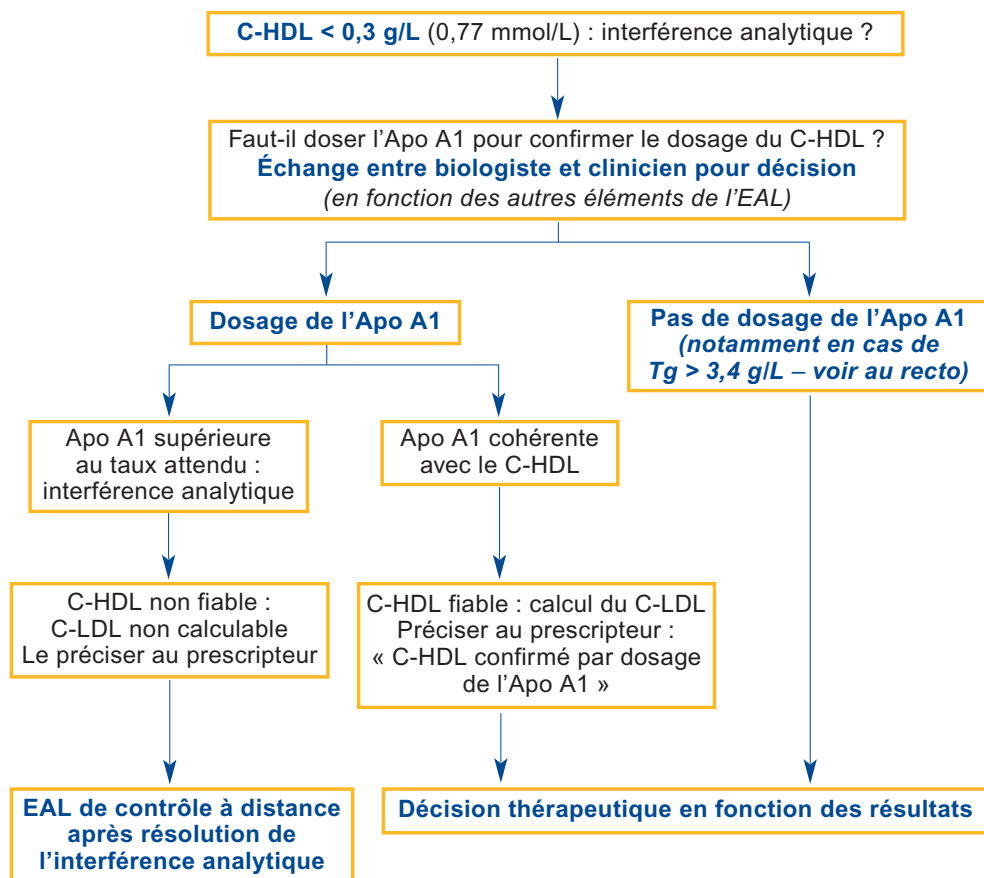 C-HDL < 0,3 g/L (0,77 mmol/L) : interférence analytique ?
Faut-il doser l’Apo A1 pour confirmer le dosage du C-HDL ?
Échange entre biologiste et clinicien pour décision
(en fonction des autres éléments de l’EAL)
Dosage de l’Apo A1
Pas de dosage de l’Apo A1
(notamment en cas de
Tg > 3,4 g/L – voir au recto)
Apo A1 supérieure
au taux attendu :
interférence analytique
Apo A1 cohérente
avec le C-HDL
C-HDL non fiable :
C-LDL non calculable
Le préciser au prescripteur
C-HDL fiable : calcul du C-LDL
Préciser au prescripteur :
« C-HDL confirmé par dosage
de l’Apo A1 »
EAL de contrôle à distance
après résolution de
l’interférence analytique
Décision thérapeutique en fonction des résultats